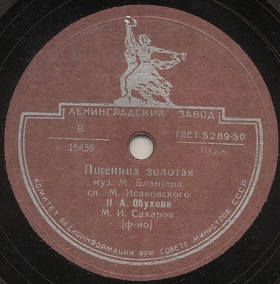 ЛЕНИНГРАДСКИЙ ЗАВОД
В
15436
ГОСТ 5289-50
Пшеница золотая
муз. М. Блантера,
сл. М. Исаковского
Н А. Обухова
М. И. Сахаров
[ф-но]
КОМИТЕТ РАДИОИНФОРМАЦИИ ПРИ СОВЕТЕ МИНИСТРОВ СССР